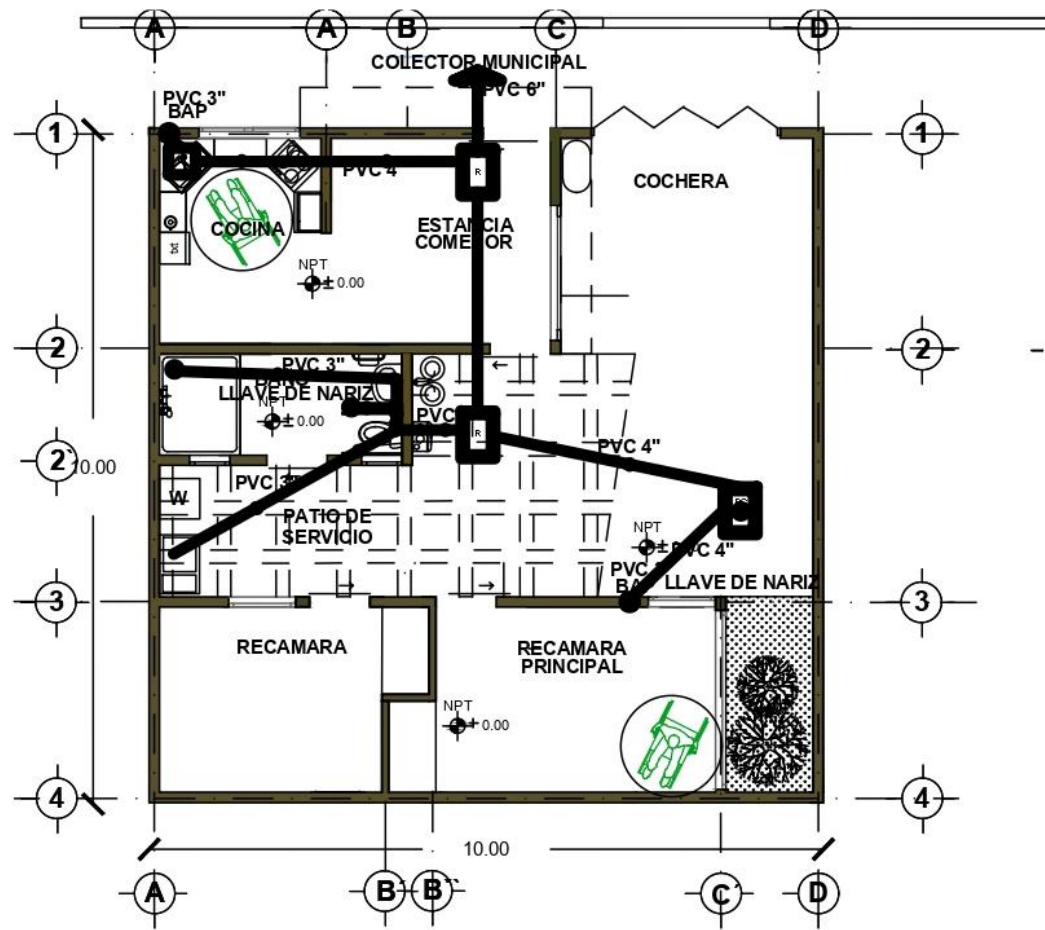 A
A
B
C
D
COLECTOR MUNICIPAL
PVC 6"
PVC 3"
BAP
1
1
R
PVC 4
COCHERA
ESTANCIA
COMEDOR
COCINA
NPT
± 0.00
2
2
PVC 3"
BAÑO
LLAVE DE NARIZ
NPT
± 0.00
PVC
R
PVC 4"
2
10.00
PVC 3"
W
PATIO DE
SERVICIO
NPT
±
PVC 4"
PVC
LLAVE DE NARIZ
3
3
RECAMARA
RECAMARA
PRINCIPAL
NPT
± 0.00
4
4
10.00
A
B´
B´´
C´
D